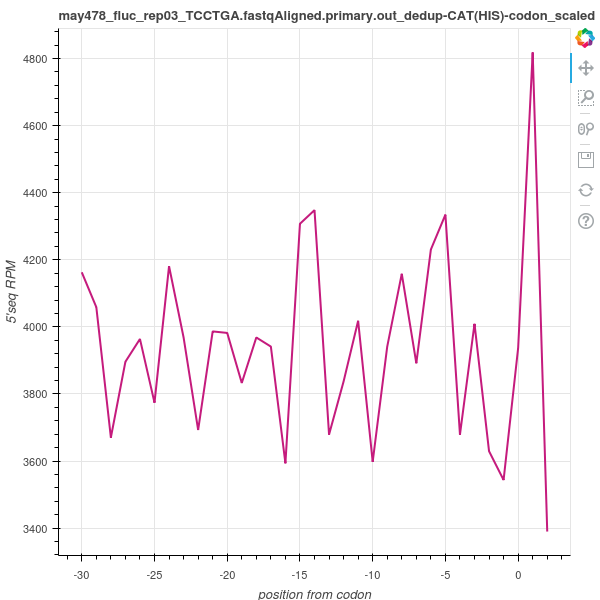 may478_fluc_rep03_TCCTGA.fastqAligned.primary.out_dedup-CAT(HIS)-codon_scaled
4800
4600
4400
4200
4000
3800
3600
3400
5'seq RPM
-30 -25 -20 -15 -10 -5 0
position from codon